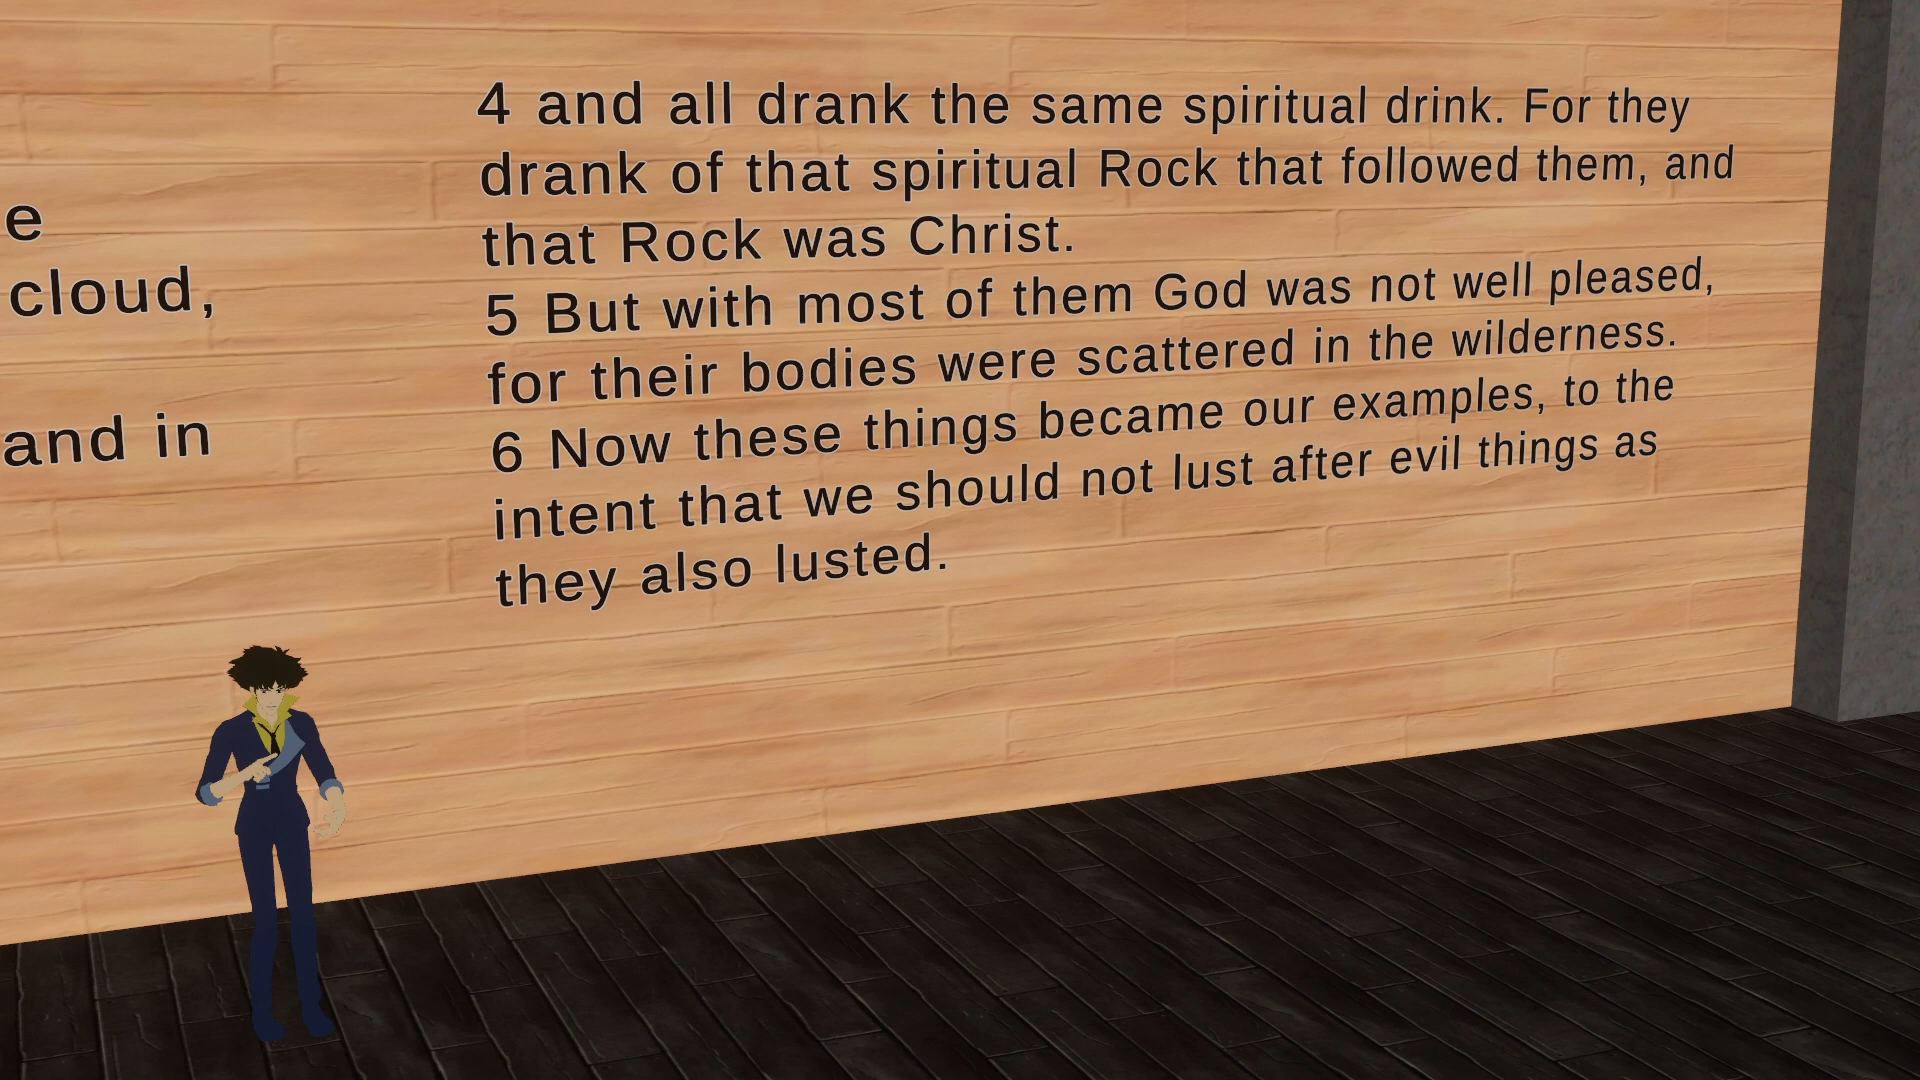 e
cloud,
and in
4 and all drank the same spiritual drink. For they
drank of that spiritual Rock that followed them, and
that Rock was Christ.
5 But with most of them God was not well pleased,
for their bodies were scattered in the wilderness.
6 Now these things became our examples, to the
intent that we should not lust after evil things as
they also lusted.